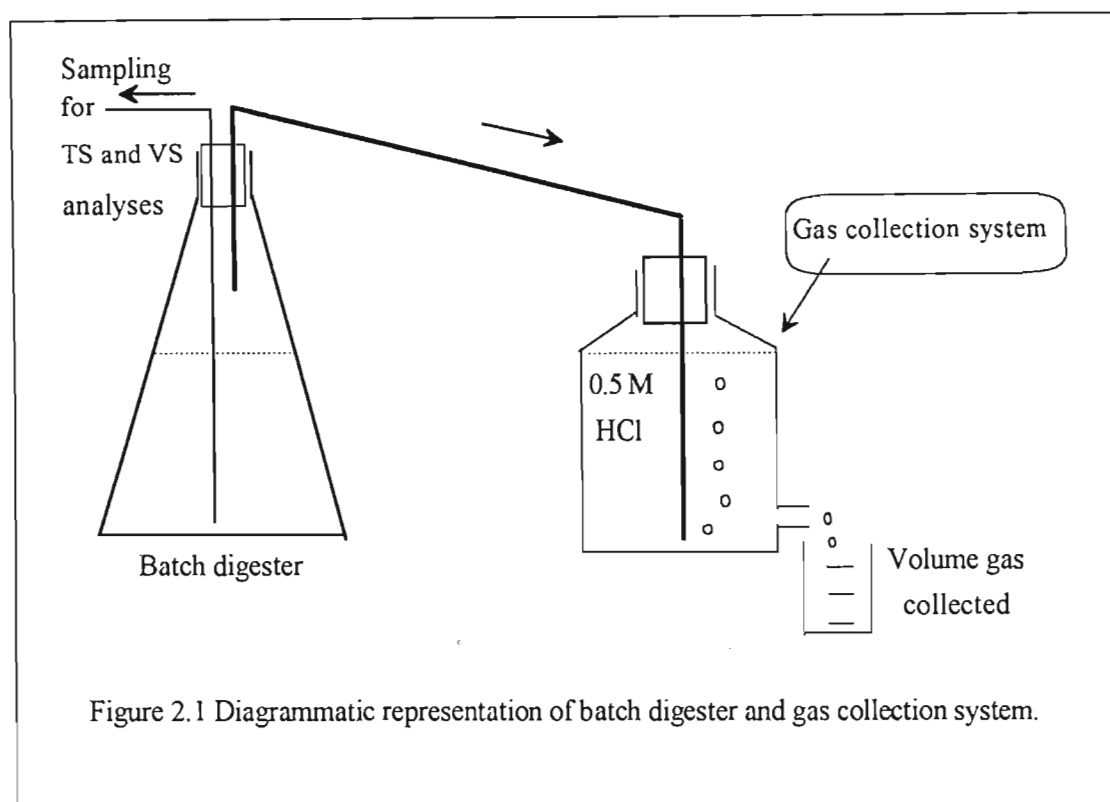 Sampling
for
TS and VS
analyses
Gas collection system
0.5 M
HCl
Batch digester
Volume gas
collected
Figure 2.1 Diagrammatic representation of batch digester and gas collection system.